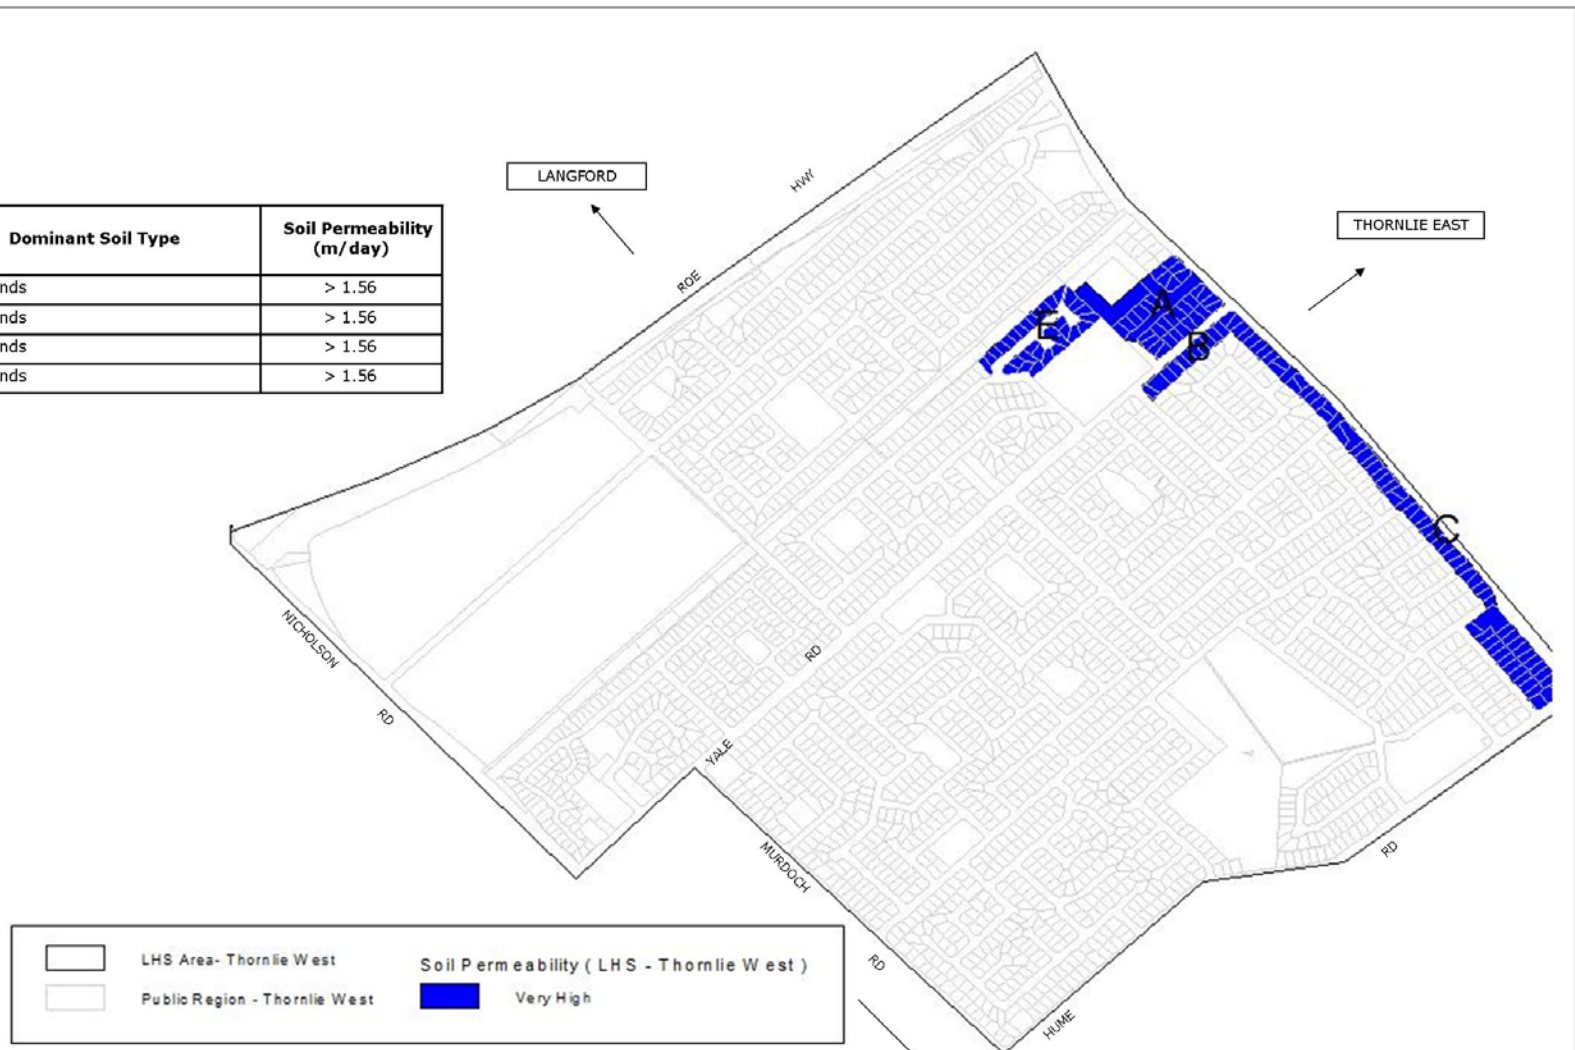 LANGFORD
THORNLIE EAST
HWY
ROE
Dominant Soil Type
Soil Permeability
(m/day)
nds
> 1.56
nds
> 1.56
nds
> 1.56
nds
> 1.56
A
E
B
C
NICHOLSON
RD
RD
YALE
MURDOCH
RD
RD
HUME
LHS Area- Thornlie West
Public Region - Thornlie West
Soil Permeability ( LHS - Thornlie West )
Very High